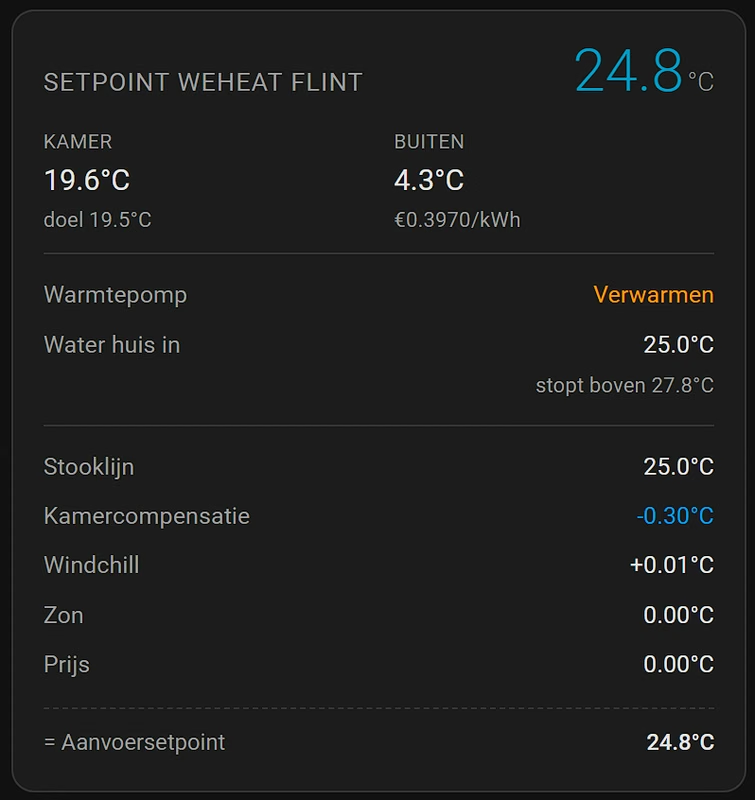 SETPOINT WEHEAT FLINT 24.8 °C
KAMER BUITEN
19.6°C 4.3°C
doel 19.5°C €0.3970/kWh
Warmtepomp Verwarmen
Water huis in 25.0°C
stopt boven 27.8°C
Stooklijn 25.0°C
Kamercompensatie -0.30°C
Windchill +0.01°C
Zon 0.00°C
Prijs 0.00°C
= Aanvoersetpoint 24.8°C